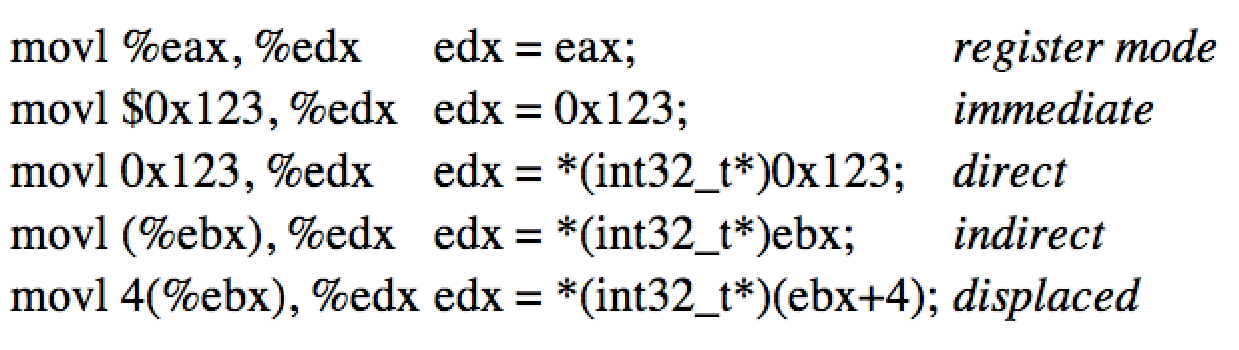 movl %eax, %edx edx = eax; register mode
movl $0x123, %edx edx = 0x123; immediate
movl 0x123, %edx edx = *(int32_t*)0x123; direct
movl (%ebx), %edx edx = *(int32_t*)ebx; indirect
movl 4(%ebx), %edx edx = *(int32_t*)(ebx+4); displaced